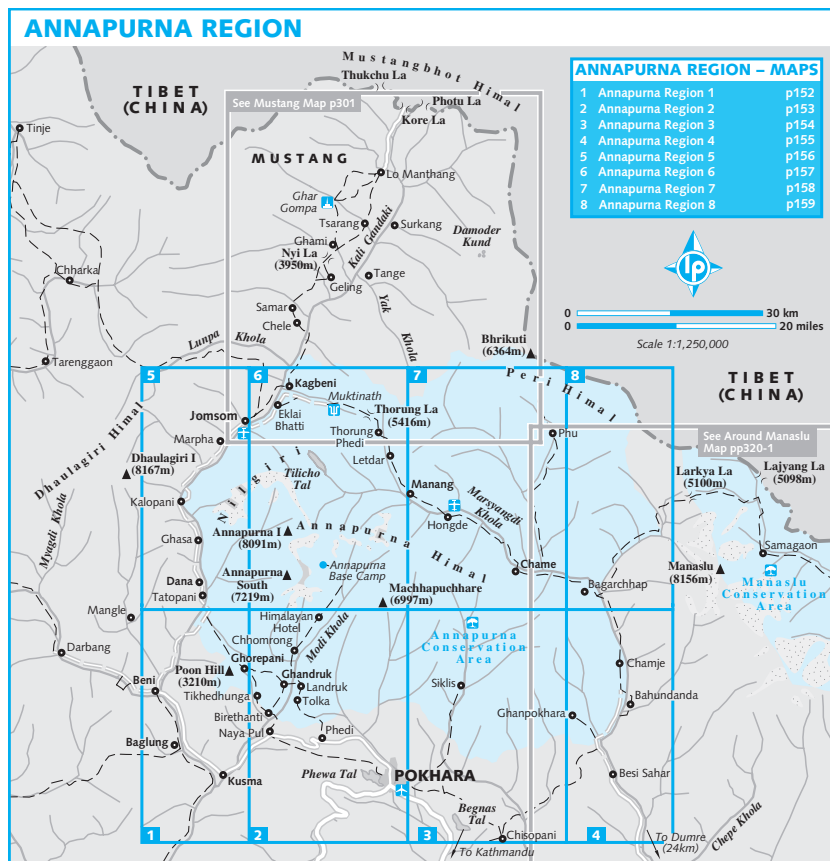 ANNAPURNA REGION
Mustangbhot Himal
Thukchu La
TIBET
(CHINA)
See Mustang Map p301
Photu La
Kore La
ANNAPURNA REGION – MAPS
1 Annapurna Region 1 p152
2 Annapurna Region 2 p153
3 Annapurna Region 3 p154
4 Annapurna Region 4 p155
5 Annapurna Region 5 p156
6 Annapurna Region 6 p157
7 Annapurna Region 7 p158
8 Annapurna Region 8 p159
Tinje
MUSTANG
Lo Manthang
Ghar
Gompa
Tsarang
Surkang
Kali Gandaki
Damoder
Kund
Ghami
Nyi La
(3950m)
lp
Chharka
Geling
Tange
Yak
Khola
Samar
Chele
0 30 km
0 20 miles
Scale 1:1,250,000
Lunpa Khola
Bhrikuti
(6364m)
Tarenggaon
5
6
7
8
Kagbeni
Peri Himal
TIBET
(CHINA)
Muktinath
Jomsom
Eklai
Bhatti
Thorung La
(5416m)
Thorung
Phedi
Phu
See Around Manaslu
Map pp320-1
Marpha
Dhaulagiri Himal
Dhaulagiri I
(8167m)
Letdar
Tilicho
Tal
Nilgiri
Larkya La
(5100m)
Lajyang La
(5098m)
Kalopani
Manang
Marsyangdi
Khola
Hongde
Myagdi Khola
Ghasa
Annapurna I
(8091m)
Annapurna Himal
Samagaon
Annapurna
Base Camp
Annapurna
South
(7219m)
Chame
Manaslu
(8156m)
Manaslu
Conservation
Area
Dana
Tatopani
Machhapuchhare
(6997m)
Bagarchhap
Mangle
Himalayan
Hotel
Modi Khola
Chhomrong
Annapurna
Conservation
Area
Darbang
Ghorepani
Poon Hill
(3210m)
Chamje
Beni
Ghandruk
Landruk
Tolka
Siklis
Tikhedhunga
Bahundanda
Birethanti
Ghanpokhara
Naya Pul
Phedi
Baglung
Kusma
Phewa Tal
POKHARA
Besi Sahar
Begnas
Tal
Chepe Khola
1
2
3
4
Chisopani
To Kathmandu
To Dumre
(24km)